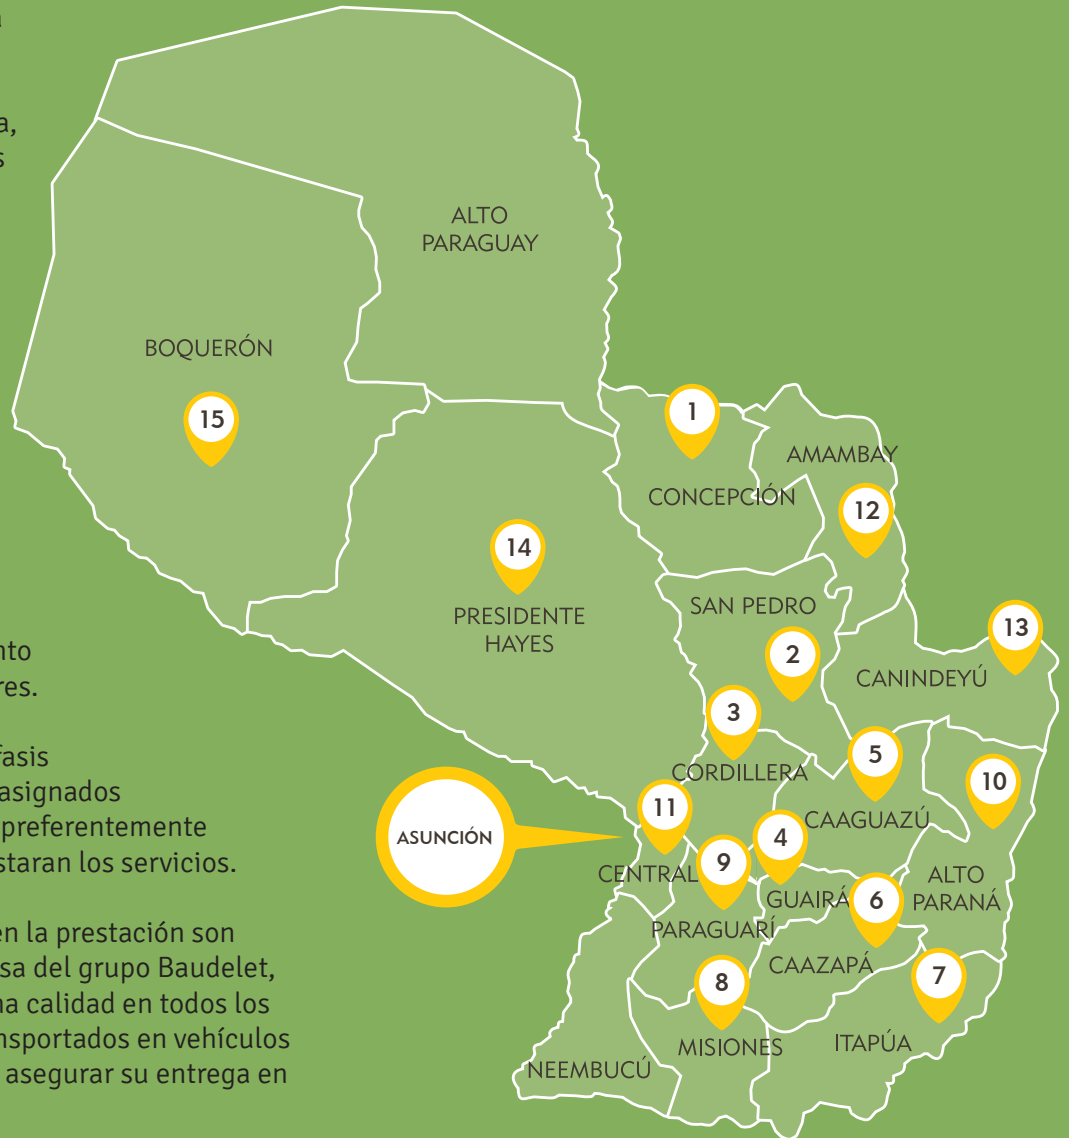 a,
s
nto
res.
fasis
asignados
preferentemente
staran los servicios.
en la prestación son
sa del grupo Baudelet,
na calidad en todos los
nsportados en vehículos
asegurar su entrega en
ALTO
PARAGUAY
BOQUERÓN
15
1
AMAMBAY
CONCEPCIÓN
12
14
PRESIDENTE
HAYES
SAN PEDRO
13
2
CANINDEYÚ
3
5
CORDILLERA
10
11
CAAGUAZÚ
ASUNCIÓN
4
9
CENTRAL
ALTO
PARANÁ
GUAIRÁ
6
PARAGUARÍ
CAAZAPÁ
7
8
MISIONES
ITAPÚA
NEEMBUCÚ